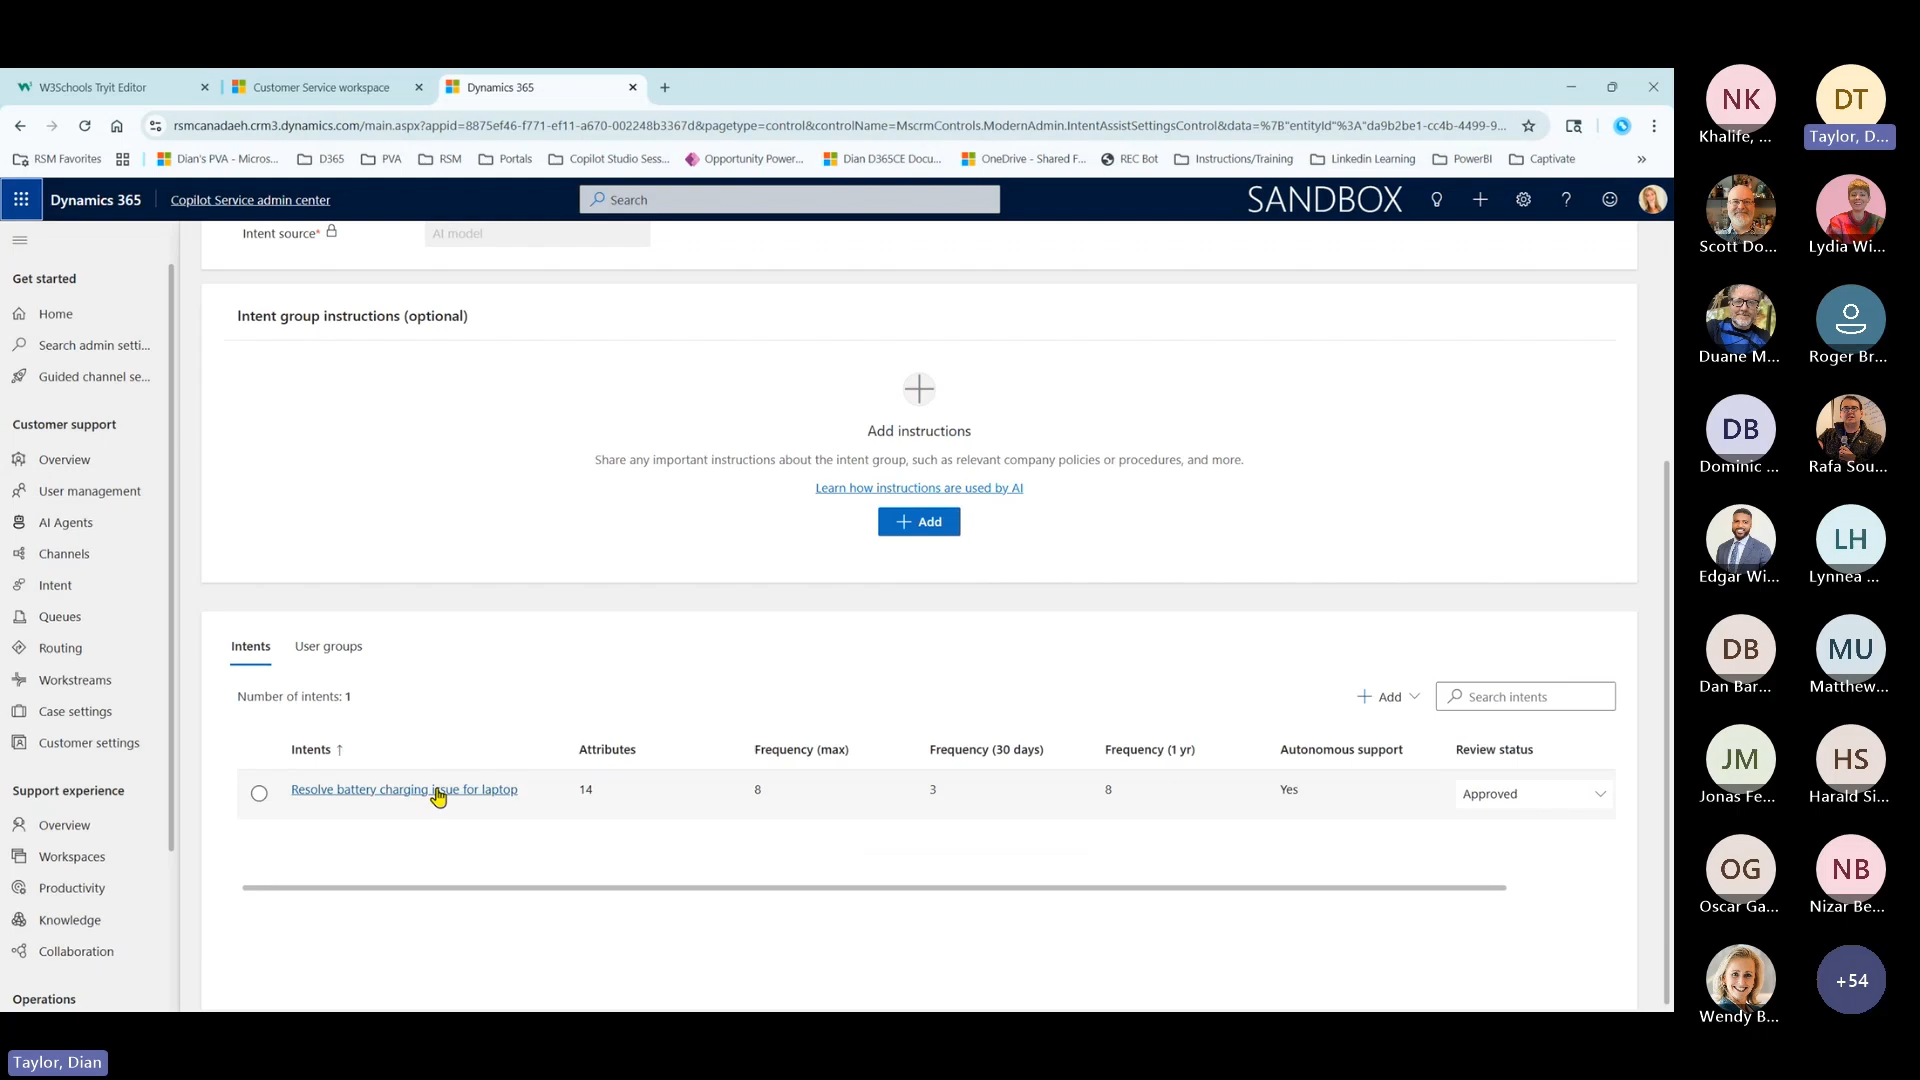 W3Schools Tryit Editor
Customer Service workspace
Dynamics 365
rsmcanadaeh.crm3.dynamics.com/main.aspx?appid=8875ef46-f771-ef11-a670-002248b3367d&pagetype=control&controlName=MscrmControls.ModernAdmin.IntentAssistSettingsControl&data=%7B"entityId"%3A"da9b2be1-cc4b-4499-9...
RSM Favorites
Dian's PVA - Micros...
D365
PVA
RSM
Portals
Copilot Studio Sess...
Opportunity Power...
Dian D365CE Docu...
OneDrive - Shared F...
REC Bot
Instructions/Training
Linkedin Learning
PowerBI
Captivate
Dynamics 365
Copilot Service admin center
Search
SANDBOX
Get started
Home
Search admin setti...
Guided channel se...
Customer support
Overview
User management
AI Agents
Channels
Intent
Queues
Routing
Workstreams
Case settings
Customer settings
Support experience
Overview
Workspaces
Productivity
Knowledge
Collaboration
Operations
Intent source*
AI model
Intent group instructions (optional)
Add instructions
Share any important instructions about the intent group, such as relevant company policies or procedures, and more.
Learn how instructions are used by AI
Add
Intents
User groups
Number of intents: 1
Add
Search intents
Intents ↑
Attributes
Frequency (max)
Frequency (30 days)
Frequency (1 yr)
Autonomous support
Review status
Resolve battery charging issue for laptop
14
8
3
8
Yes
Approved
NK
Khalife, ...
DT
Taylor, D...
Scott Do...
Lydia Wi...
Duane M...
Roger Br...
DB
Dominic ...
Rafa Sou...
Edgar Wi...
LH
Lynnea ...
DB
Dan Bar...
MU
Matthew...
JM
Jonas Fe...
HS
Harald Si...
OG
Oscar Ga...
NB
Nizar Be...
Wendy B...
+54
Taylor, Dian